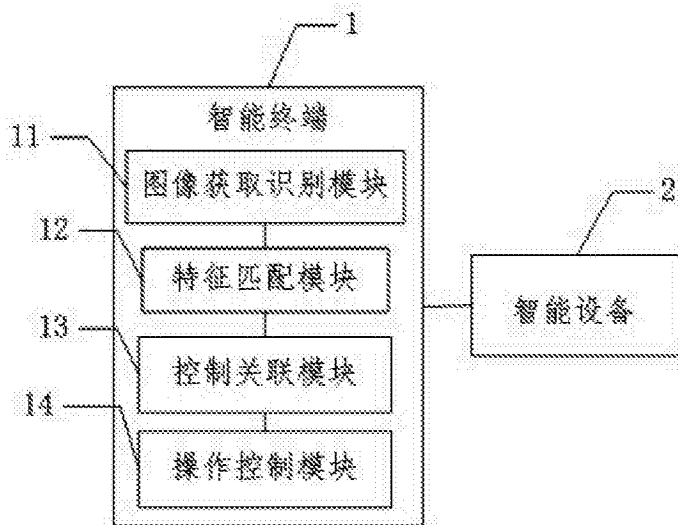 1
智能终端
11
图像获取识别模块
2
12
特征匹配模块
智能设备
13
控制关联模块
14
操作控制模块